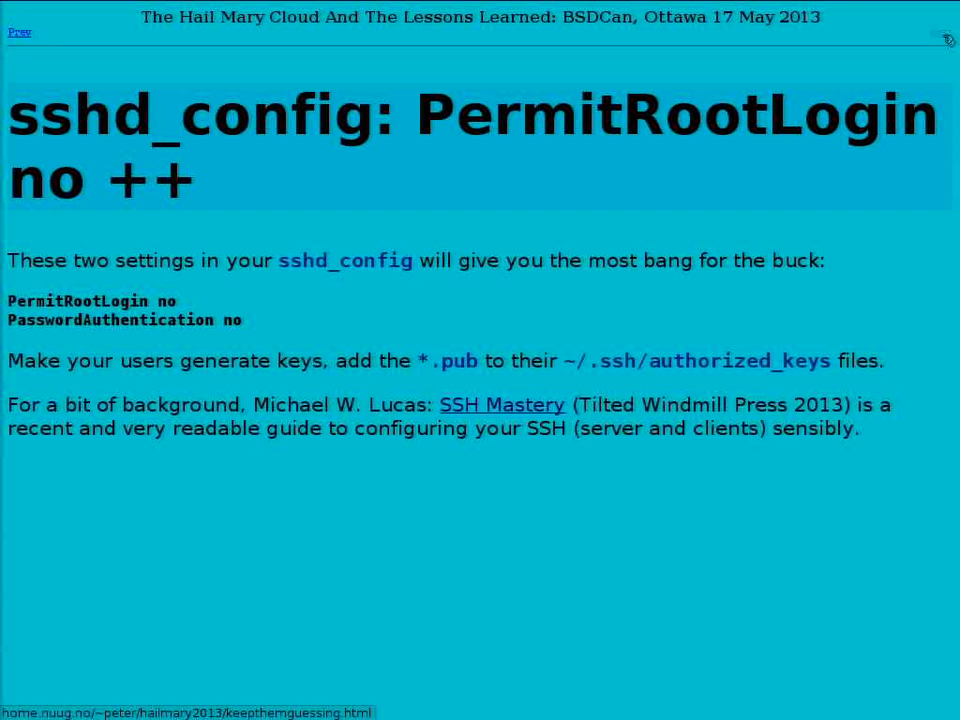 The Hail Mary Cloud And The Lessons Learned: BSDCan, Ottawa 17 May 2013
Prev
sshd_config: PermitRootLogin
no ++
These two settings in your sshd_config will give you the most bang for the buck:
PermitRootLogin no
PasswordAuthentication no
Make your users generate keys, add the *.pub to their ~/.ssh/authorized_keys files.
For a bit of background, Michael W. Lucas: SSH Mastery (Tilted Windmill Press 2013) is a
recent and very readable guide to configuring your SSH (server and clients) sensibly.
home.nuug.no/~peter/hailmary2013/keepthemguessing.html